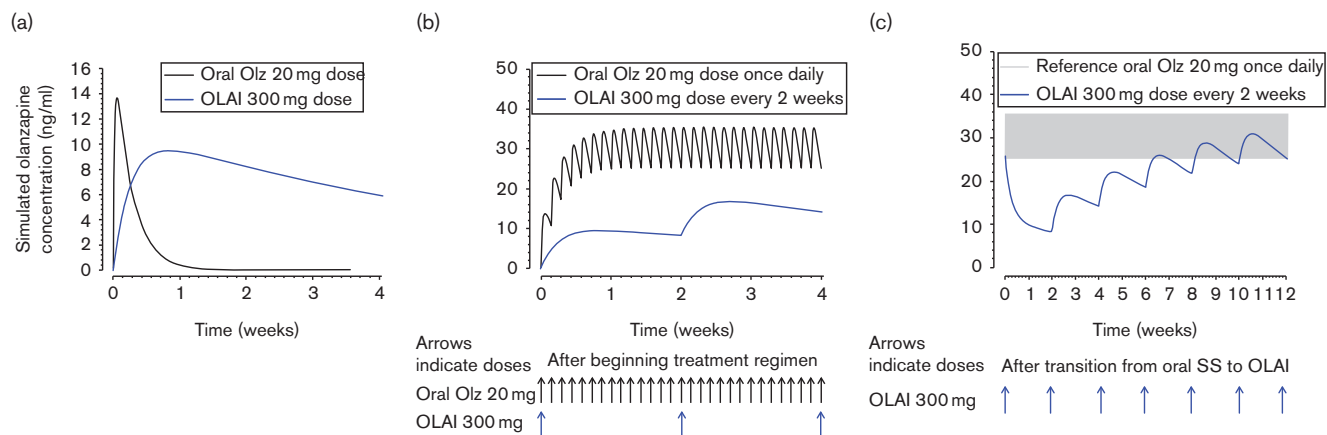 (a)
Simulated olanzapine
concentration (ng/ml)
16
14
12
10
8
6
4
2
0
Oral Olz 20 mg dose
OLAI 300 mg dose
0 1 2 3 4
Time (weeks)
(b)
50
40
30
20
10
0
Oral Olz 20 mg dose once daily
OLAI 300 mg dose every 2 weeks
0 1 2 3 4
Time (weeks)
Arrows
indicate doses
After beginning treatment regimen
Oral Olz 20 mg
OLAI 300 mg
(c)
50
40
30
20
10
0
Reference oral Olz 20 mg once daily
OLAI 300 mg dose every 2 weeks
0 1 2 3 4 5 6 7 8 9 10 11 12
Time (weeks)
Arrows
indicate doses
After transition from oral SS to OLAI
OLAI 300 mg